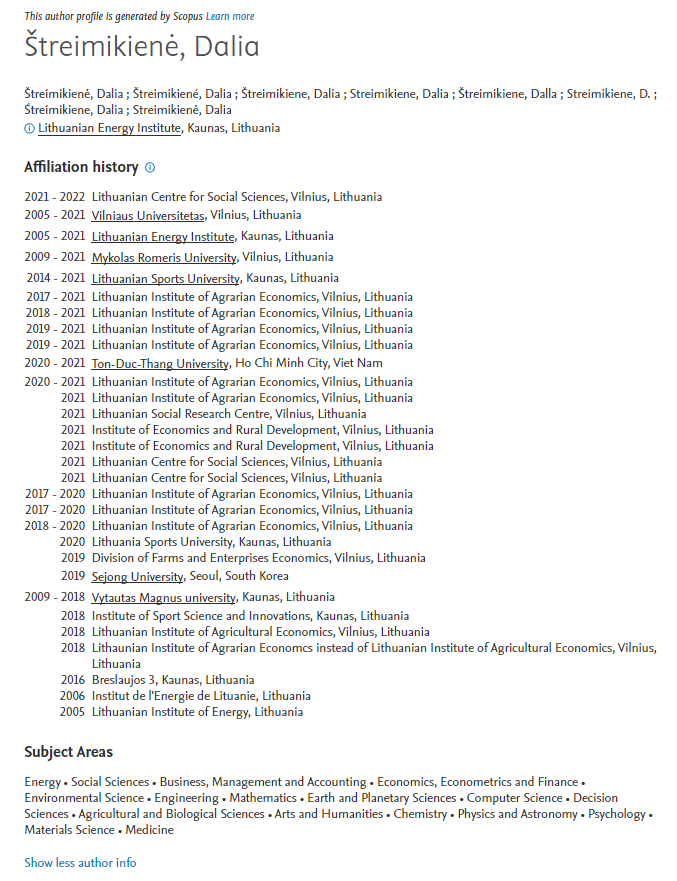 This author profile is generated by Scopus Learn more
Štreimikienė, Dalia
Štreimikienė, Dalia ; Štreimikiené, Dalia ; Štreimikiene, Dalia ; Streimikiene, Dalia ; Štreimikiene, Dalla ; Streimikiene, D. ;
Śtreimikiene, Dalia ; Streimikienė, Dalia
Lithuanian Energy Institute, Kaunas, Lithuania
Affiliation history
2021 - 2022 Lithuanian Centre for Social Sciences, Vilnius, Lithuania
2005 - 2021 Vilniaus Universitetas, Vilnius, Lithuania
2005 - 2021 Lithuanian Energy Institute, Kaunas, Lithuania
2009 - 2021 Mykolas Romeris University, Vilnius, Lithuania
2014 - 2021 Lithuanian Sports University, Kaunas, Lithuania
2017 - 2021 Lithuanian Institute of Agrarian Economics, Vilnius, Lithuania
2018 - 2021 Lithuanian Institute of Agrarian Economics, Vilnius, Lithuania
2019 - 2021 Lithuanian Institute of Agrarian Economics, Vilnius, Lithuania
2019 - 2021 Lithuanian Institute of Agrarian Economics, Vilnius, Lithuania
2020 - 2021 Ton-Duc-Thang University, Ho Chi Minh City, Viet Nam
2020 - 2021 Lithuanian Institute of Agrarian Economics, Vilnius, Lithuania
2021 Lithuanian Institute of Agrarian Economics, Vilnius, Lithuania
2021 Lithuanian Social Research Centre, Vilnius, Lithuania
2021 Institute of Economics and Rural Development, Vilnius, Lithuania
2021 Institute of Economics and Rural Development, Vilnius, Lithuania
2021 Lithuanian Centre for Social Sciences, Vilnius, Lithuania
2021 Lithuanian Centre for Social Sciences, Vilnius, Lithuania
2017 - 2020 Lithuanian Institute of Agrarian Economics, Vilnius, Lithuania
2017 - 2020 Lithuanian Institute of Agrarian Economics, Vilnius, Lithuania
2018 - 2020 Lithuanian Institute of Agrarian Economics, Vilnius, Lithuania
2020 Lithuania Sports University, Kaunas, Lithuania
2019 Division of Farms and Enterprises Economics, Vilnius, Lithuania
2019 Sejong University, Seoul, South Korea
2009 - 2018 Vytautas Magnus university, Kaunas, Lithuania
2018 Institute of Sport Science and Innovations, Kaunas, Lithuania
2018 Lithuanian Institute of Agricultural Economics, Vilnius, Lithuania
2018 Lithaunian Institute of Agrarian Economcs instead of Lithuanian Institute of Agricultural Economics, Vilnius,
Lithuania
2016 Breslaujos 3, Kaunas, Lithuania
2006 Institut de l'Energie de Lituanie, Lithuania
2005 Lithuanian Institute of Energy, Lithuania
Subject Areas
Energy • Social Sciences • Business, Management and Accounting • Economics, Econometrics and Finance •
Environmental Science • Engineering • Mathematics • Earth and Planetary Sciences • Computer Science • Decision
Sciences • Agricultural and Biological Sciences • Arts and Humanities • Chemistry • Physics and Astronomy • Psychology •
Materials Science • Medicine
Show less author info